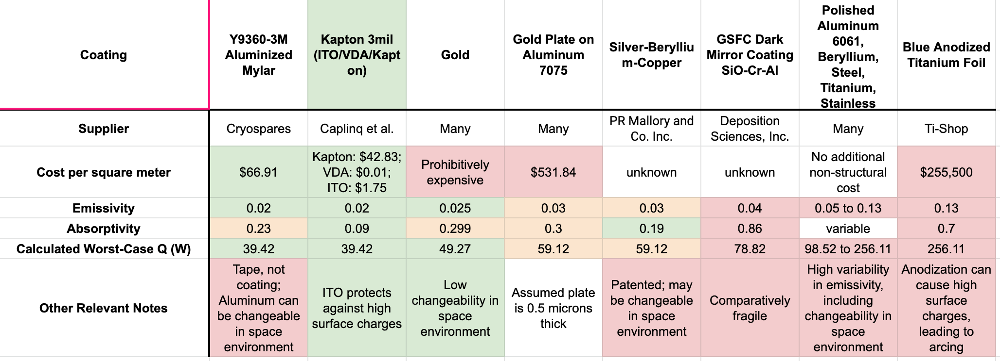 Coating
Y9360-3M
Aluminized
Mylar
Kapton 3mil
(ITO/VDA/Kapt
on)
Gold
Gold Plate on
Aluminum
7075
Silver-Berylliu
m-Copper
GSFC Dark
Mirror Coating
SiO-Cr-Al
Polished
Aluminum
6061,
Beryllium,
Steel,
Titanium,
Stainless
Blue Anodized
Titanium Foil
Supplier
Cryospares
Caplinq et al.
Many
Many
PR Mallory and
Co. Inc.
Deposition
Sciences, Inc.
Many
Ti-Shop
Cost per square meter
$66.91
Kapton: $42.83;
VDA: $0.01;
ITO: $1.75
Prohibitively
expensive
$531.84
unknown
unknown
No additional
non-structural
cost
$255,500
Emissivity
0.02
0.02
0.025
0.03
0.03
0.04
0.05 to 0.13
0.13
Absorptivity
0.23
0.09
0.299
0.3
0.19
0.86
variable
0.7
Calculated Worst-Case Q (W)
39.42
39.42
49.27
59.12
59.12
78.82
98.52 to 256.11
256.11
Other Relevant Notes
Tape, not
coating;
Aluminum can
be changeable
in space
environment
ITO protects
against high
surface charges
Low
changeability in
space
environment
Assumed plate
is 0.5 microns
thick
Patented; may
be changeable
in space
environment
Comparatively
fragile
High variability
in emissivity,
including
changeability in
space
environment
Anodization can
cause high
surface
charges,
leading to
arcing